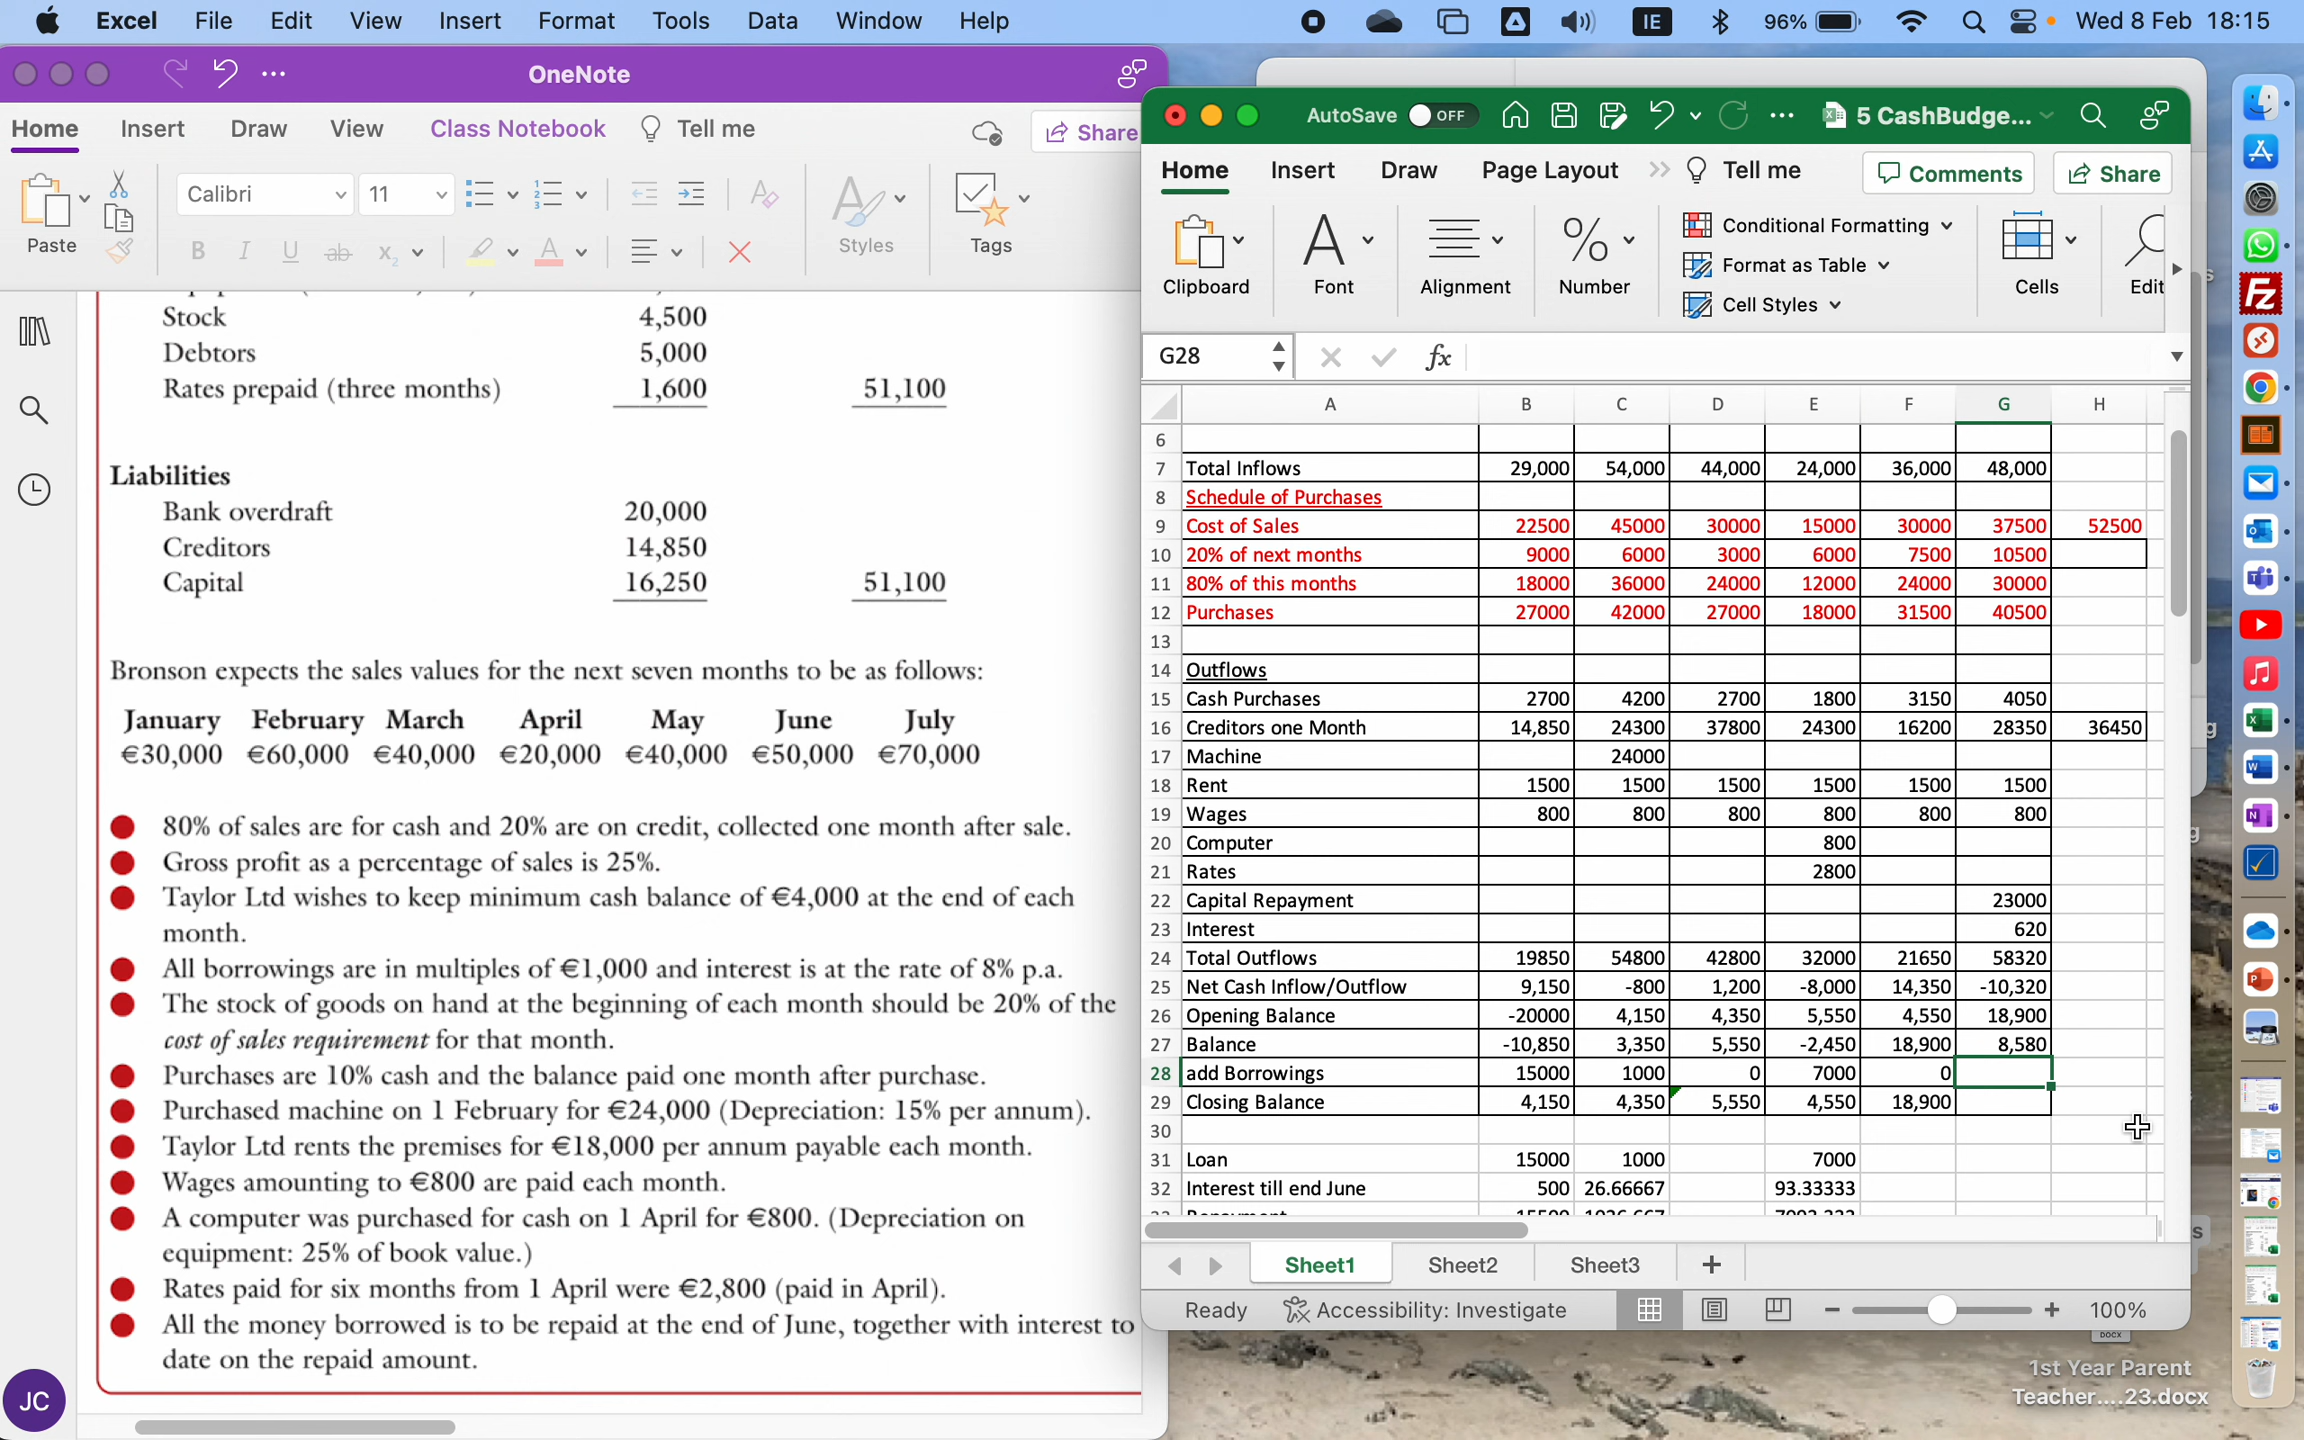 Excel File Edit View Insert Format Tools Data Window Help IE 96% Wed 8 Feb 18:15
OneNote
Home Insert Draw View Class Notebook Tell me Share
Paste Calibri 11 B I U ab x₂ A Styles Tags
Stock 4,500
Debtors 5,000
Rates prepaid (three months) 1,600 51,100
Liabilities
Bank overdraft 20,000
Creditors 14,850
Capital 16,250 51,100
Bronson expects the sales values for the next seven months to be as follows:
January February March April May June July
€30,000 €60,000 €40,000 €20,000 €40,000 €50,000 €70,000
80% of sales are for cash and 20% are on credit, collected one month after sale.
Gross profit as a percentage of sales is 25%.
Taylor Ltd wishes to keep minimum cash balance of €4,000 at the end of each
month.
All borrowings are in multiples of €1,000 and interest is at the rate of 8% p.a.
The stock of goods on hand at the beginning of each month should be 20% of the
cost of sales requirement for that month.
Purchases are 10% cash and the balance paid one month after purchase.
Purchased machine on 1 February for €24,000 (Depreciation: 15% per annum).
Taylor Ltd rents the premises for €18,000 per annum payable each month.
Wages amounting to €800 are paid each month.
A computer was purchased for cash on 1 April for €800. (Depreciation on
equipment: 25% of book value.)
Rates paid for six months from 1 April were €2,800 (paid in April).
All the money borrowed is to be repaid at the end of June, together with interest to
date on the repaid amount.
JC
AutoSave OFF 5 CashBudge...
Home Insert Draw Page Layout Tell me Comments Share
Clipboard Font Alignment Number Conditional Formatting Format as Table Cell Styles Cells Edit
G28 fx
A B C D E F G H
6
7 Total Inflows 29,000 54,000 44,000 24,000 36,000 48,000
8 Schedule of Purchases
9 Cost of Sales 22500 45000 30000 15000 30000 37500 52500
10 20% of next months 9000 6000 3000 6000 7500 10500
11 80% of this months 18000 36000 24000 12000 24000 30000
12 Purchases 27000 42000 27000 18000 31500 40500
13
14 Outflows
15 Cash Purchases 2700 4200 2700 1800 3150 4050
16 Creditors one Month 14,850 24300 37800 24300 16200 28350 36450
17 Machine 24000
18 Rent 1500 1500 1500 1500 1500 1500
19 Wages 800 800 800 800 800 800
20 Computer 800
21 Rates 2800
22 Capital Repayment 23000
23 Interest 620
24 Total Outflows 19850 54800 42800 32000 21650 58320
25 Net Cash Inflow/Outflow 9,150 -800 1,200 -8,000 14,350 -10,320
26 Opening Balance -20000 4,150 4,350 5,550 4,550 18,900
27 Balance -10,850 3,350 5,550 -2,450 18,900 8,580
28 add Borrowings 15000 1000 0 7000 0
29 Closing Balance 4,150 4,350 5,550 4,550 18,900
30
31 Loan 15000 1000 7000
32 Interest till end June 500 26.66667 93.33333
Sheet1 Sheet2 Sheet3 +
Ready Accessibility: Investigate 100%
DOCX
1st Year Parent
Teacher....23.docx